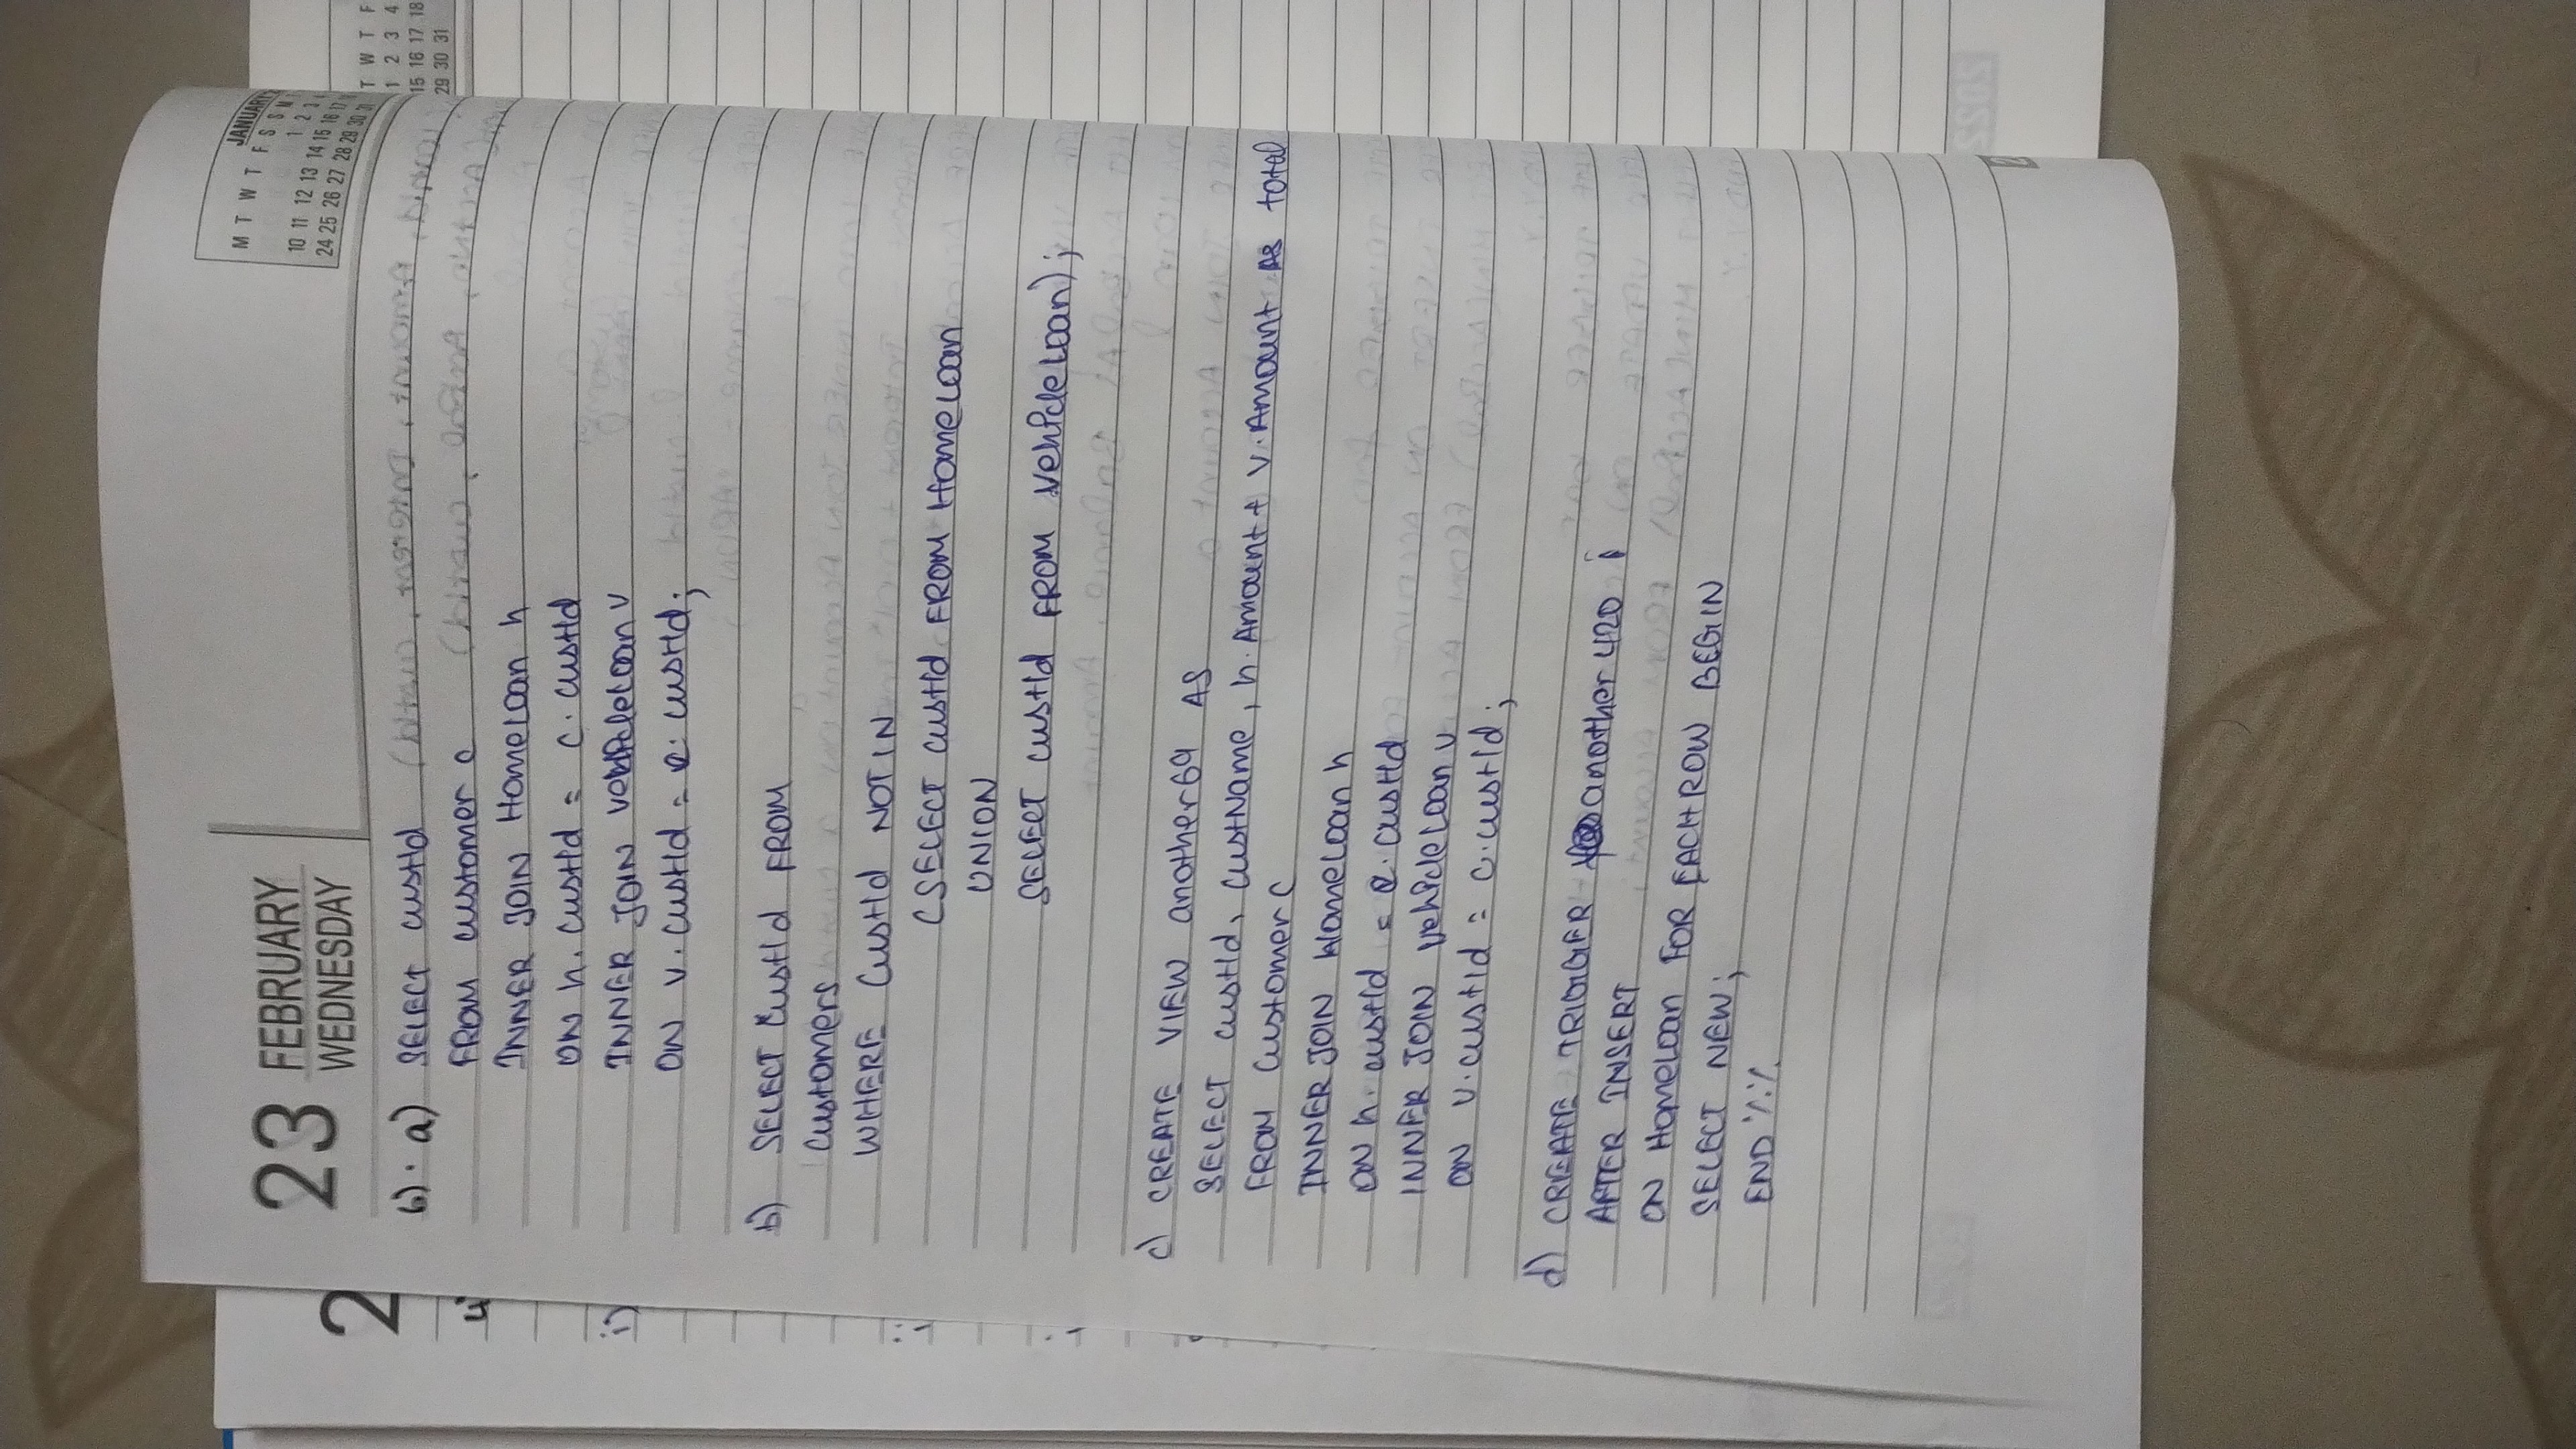 23 FEBRUARY
WEDNESDAY
JANUARY
M T W T F S S M
1 2 3
10 11 12 13 14 15 16 17
24 25 26 27 28 29 30 31
T W T F
1 2 3 4
15 16 17 18
29 30 31
2
6). a) SELECT custId
FROM customer c
INNER JOIN HomeLoan h
ON h. CustId = c. CustId
INNER JOIN vehicleLoan v
ON v. CustId = c. custId;
b) SELECT CustId FROM
Customers
WHERE CustId NOT IN
(SELECT custId FROM HomeLoan
UNION
SELECT custId FROM VehicleLoan);
c) CREATE VIEW another69 AS
SELECT custId, CustName, h.Amount + v.Amount AS total
FROM Customer C
INNER JOIN HomeLoan h
ON h. custId = c. CustId
INNER JOIN vehicleLoan v
ON v.custId = c.custId;
d) CREATE TRIGGER another420 i
AFTER INSERT
ON HomeLoan FOR EACH ROW BEGIN
SELECT NEW;
END %%
i)
2022